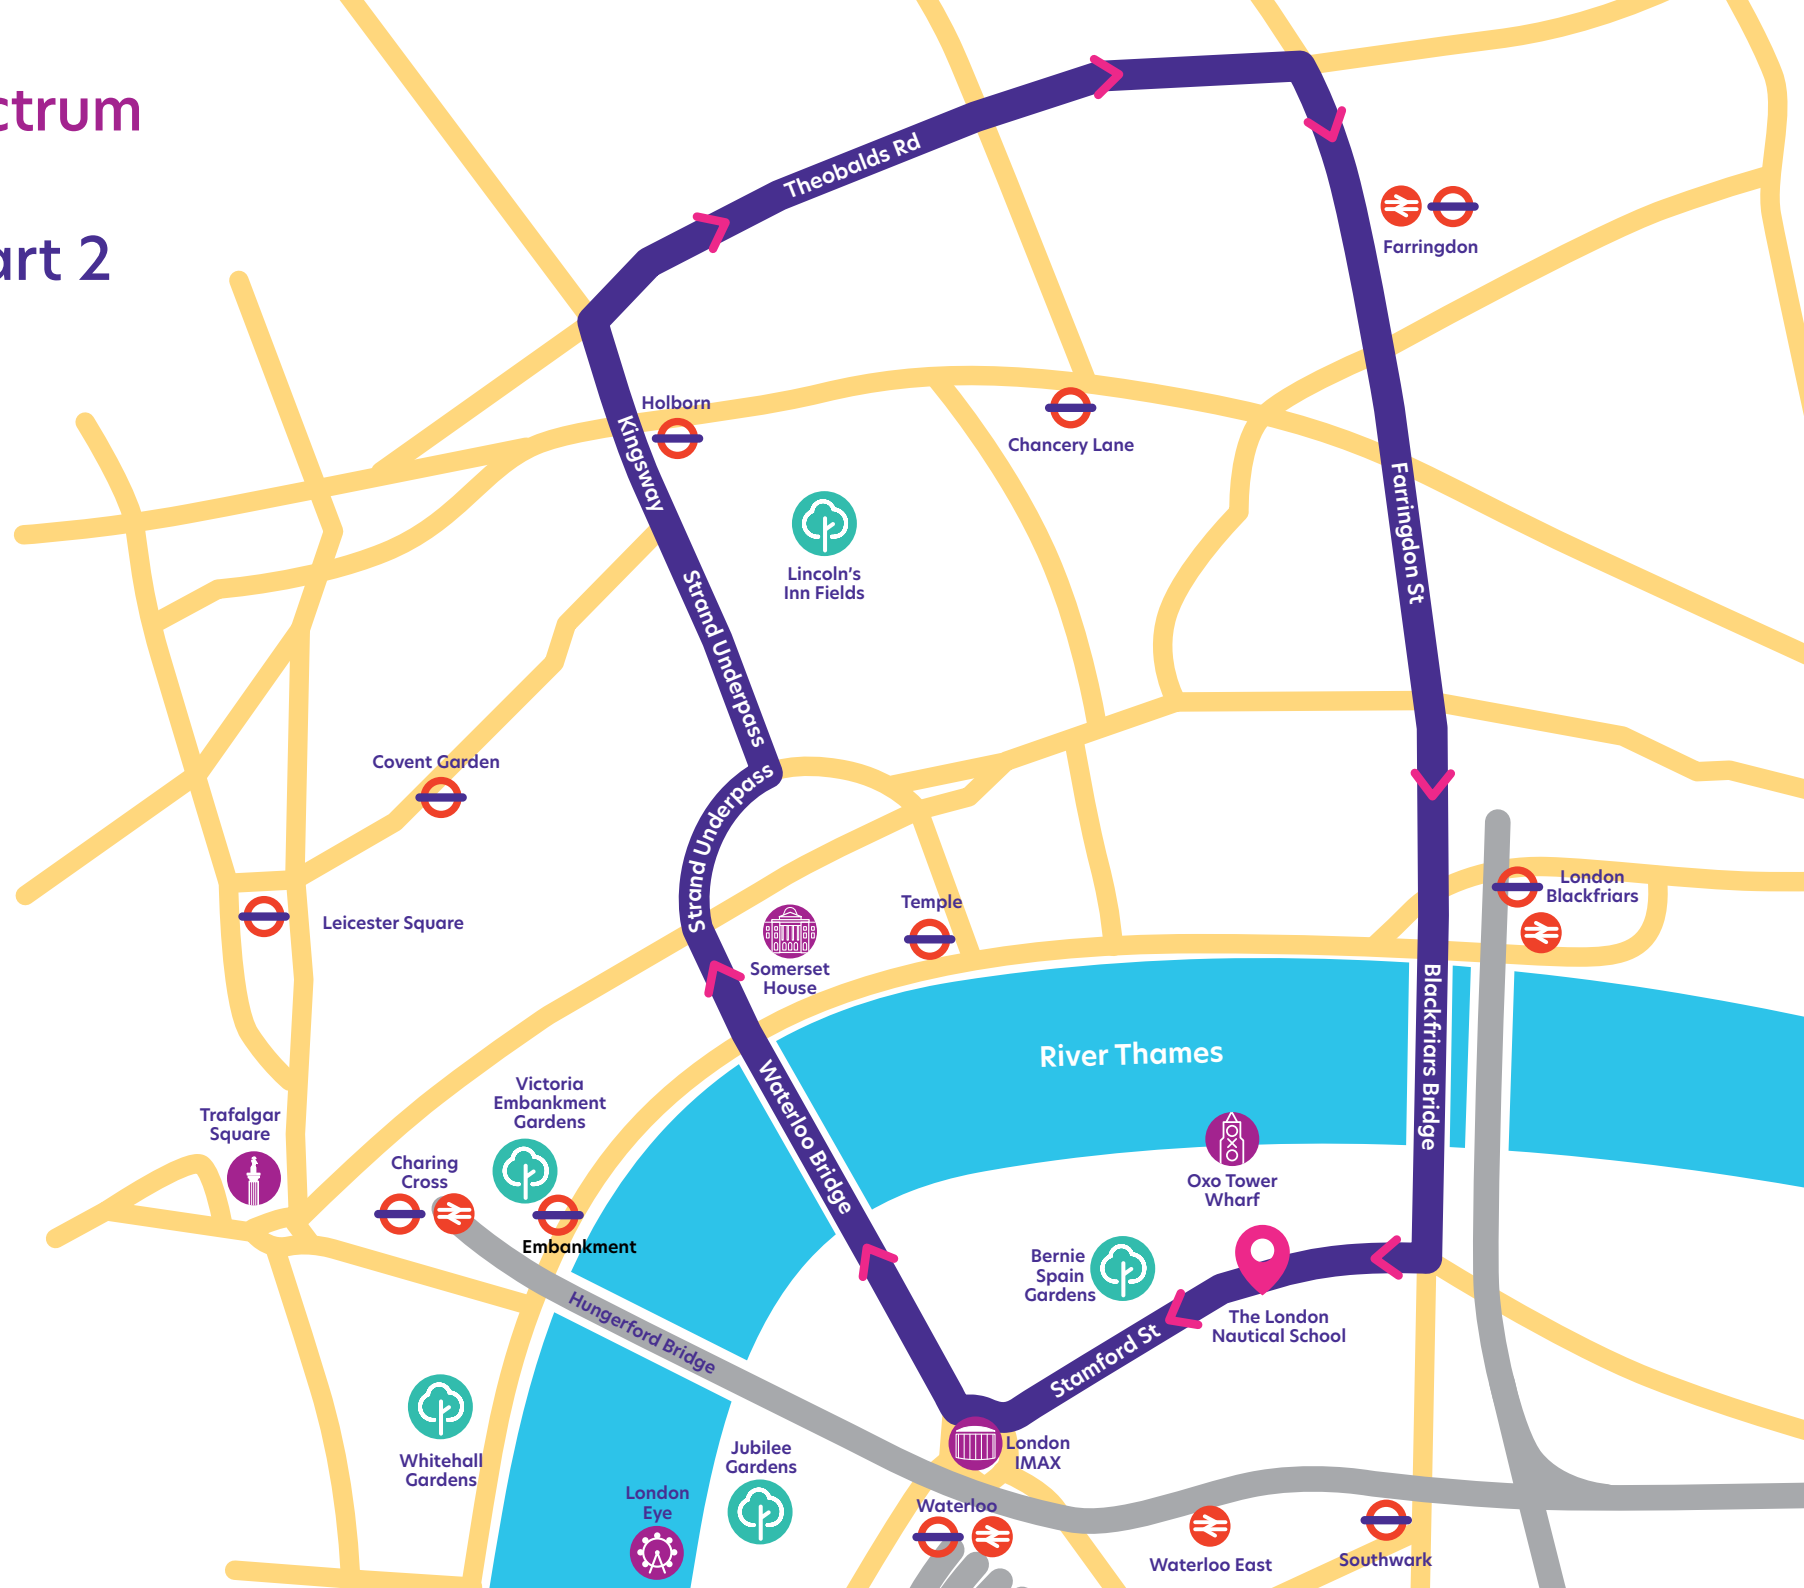 ctrum
art 2
Theobalds Rd
Farringdon
Holborn
Kingsway
Chancery Lane
Farringdon St
Lincoln's
Inn Fields
Strand Underpass
Covent Garden
Strand Underpass
Leicester Square
Somerset
House
Temple
London
Blackfriars
Blackfriars Bridge
River Thames
Waterloo Bridge
Victoria
Embankment
Gardens
Trafalgar
Square
Charing
Cross
Embankment
Oxo Tower
Wharf
Bernie
Spain
Gardens
The London
Nautical School
Stamford St
Hungerford Bridge
London
IMAX
Whitehall
Gardens
Jubilee
Gardens
London
Eye
Waterloo
Waterloo East
Southwark